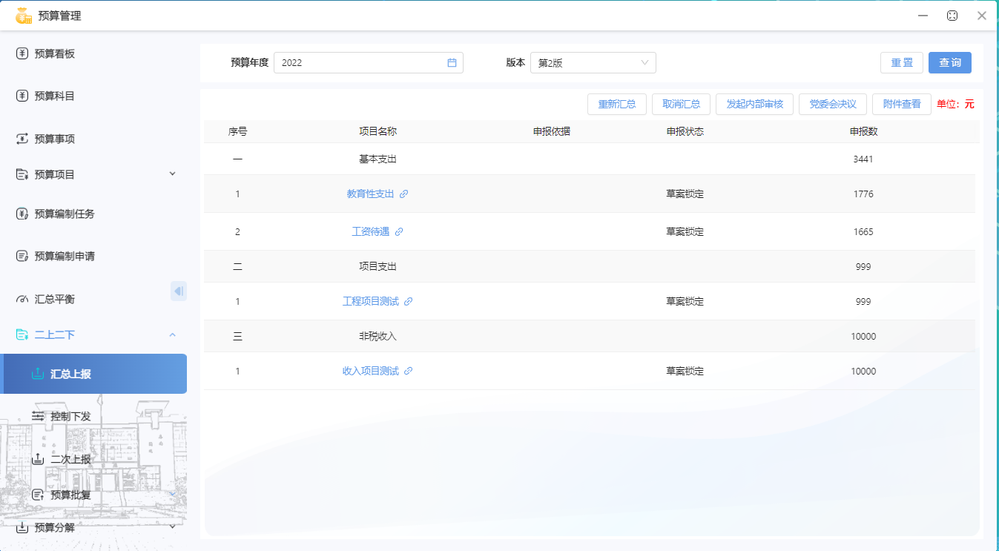 预算管理
预算看板
预算科目
预算事项
预算项目
预算编制任务
预算编制申请
汇总平衡
二上二下
汇总上报
控制下发
二次上报
预算批复
预算分解
预算年度 2022 版本 第2版 重置 查询
重新汇总 取消汇总 发起内部审核 党委会决议 附件查看 单位：元
序号 项目名称 申报依据 申报状态 申报数
一 基本支出 3441
1 教育性支出 草案锁定 1776
2 工资待遇 草案锁定 1665
二 项目支出 999
1 工程项目测试 草案锁定 999
三 非税收入 10000
1 收入项目测试 草案锁定 10000